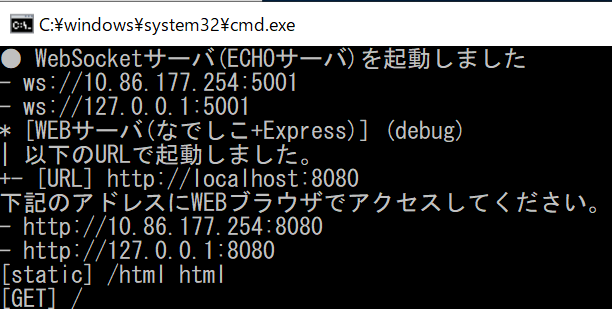 C:¥windows¥system32¥cmd.exe
● WebSocketサーバ(ECHOサーバ)を起動しました
- ws://10.86.177.254:5001
- ws://127.0.0.1:5001
* [WEBサーバ(なでしこ+Express)] (debug)
| 以下のURLで起動しました。
+- [URL] http://localhost:8080
下記のアドレスにWEBブラウザでアクセスしてください。
- http://10.86.177.254:8080
- http://127.0.0.1:8080
[static] /html html
[GET] /